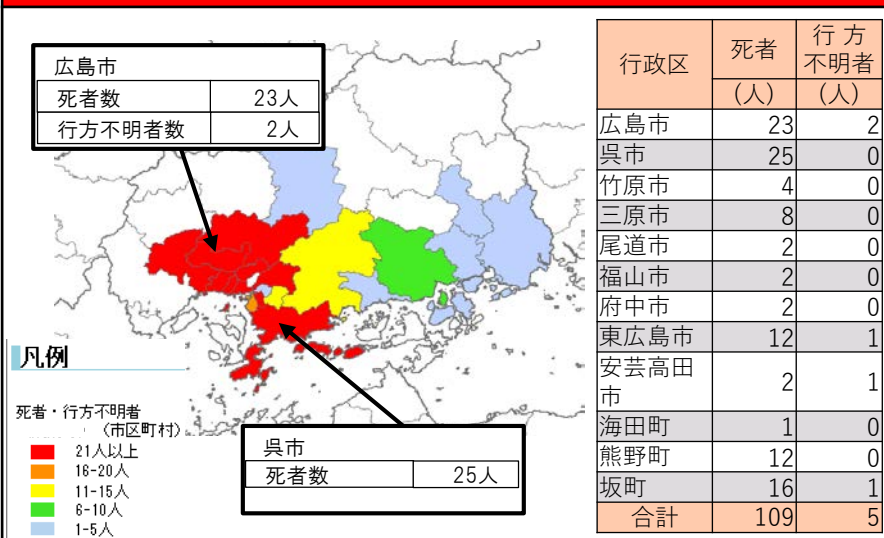 広島市
死者数 23人
行方不明者数 2人
呉市
死者数 25人
凡例
死者・行方不明者
(市区町村)
21人以上
16-20人
11-15人
6-10人
1-5人
行政区 死者 行方不明者
(人) (人)
広島市 23 2
呉市 25 0
竹原市 4 0
三原市 8 0
尾道市 2 0
福山市 2 0
府中市 2 0
東広島市 12 1
安芸高田市 2 1
海田町 1 0
熊野町 12 0
坂町 16 1
合計 109 5